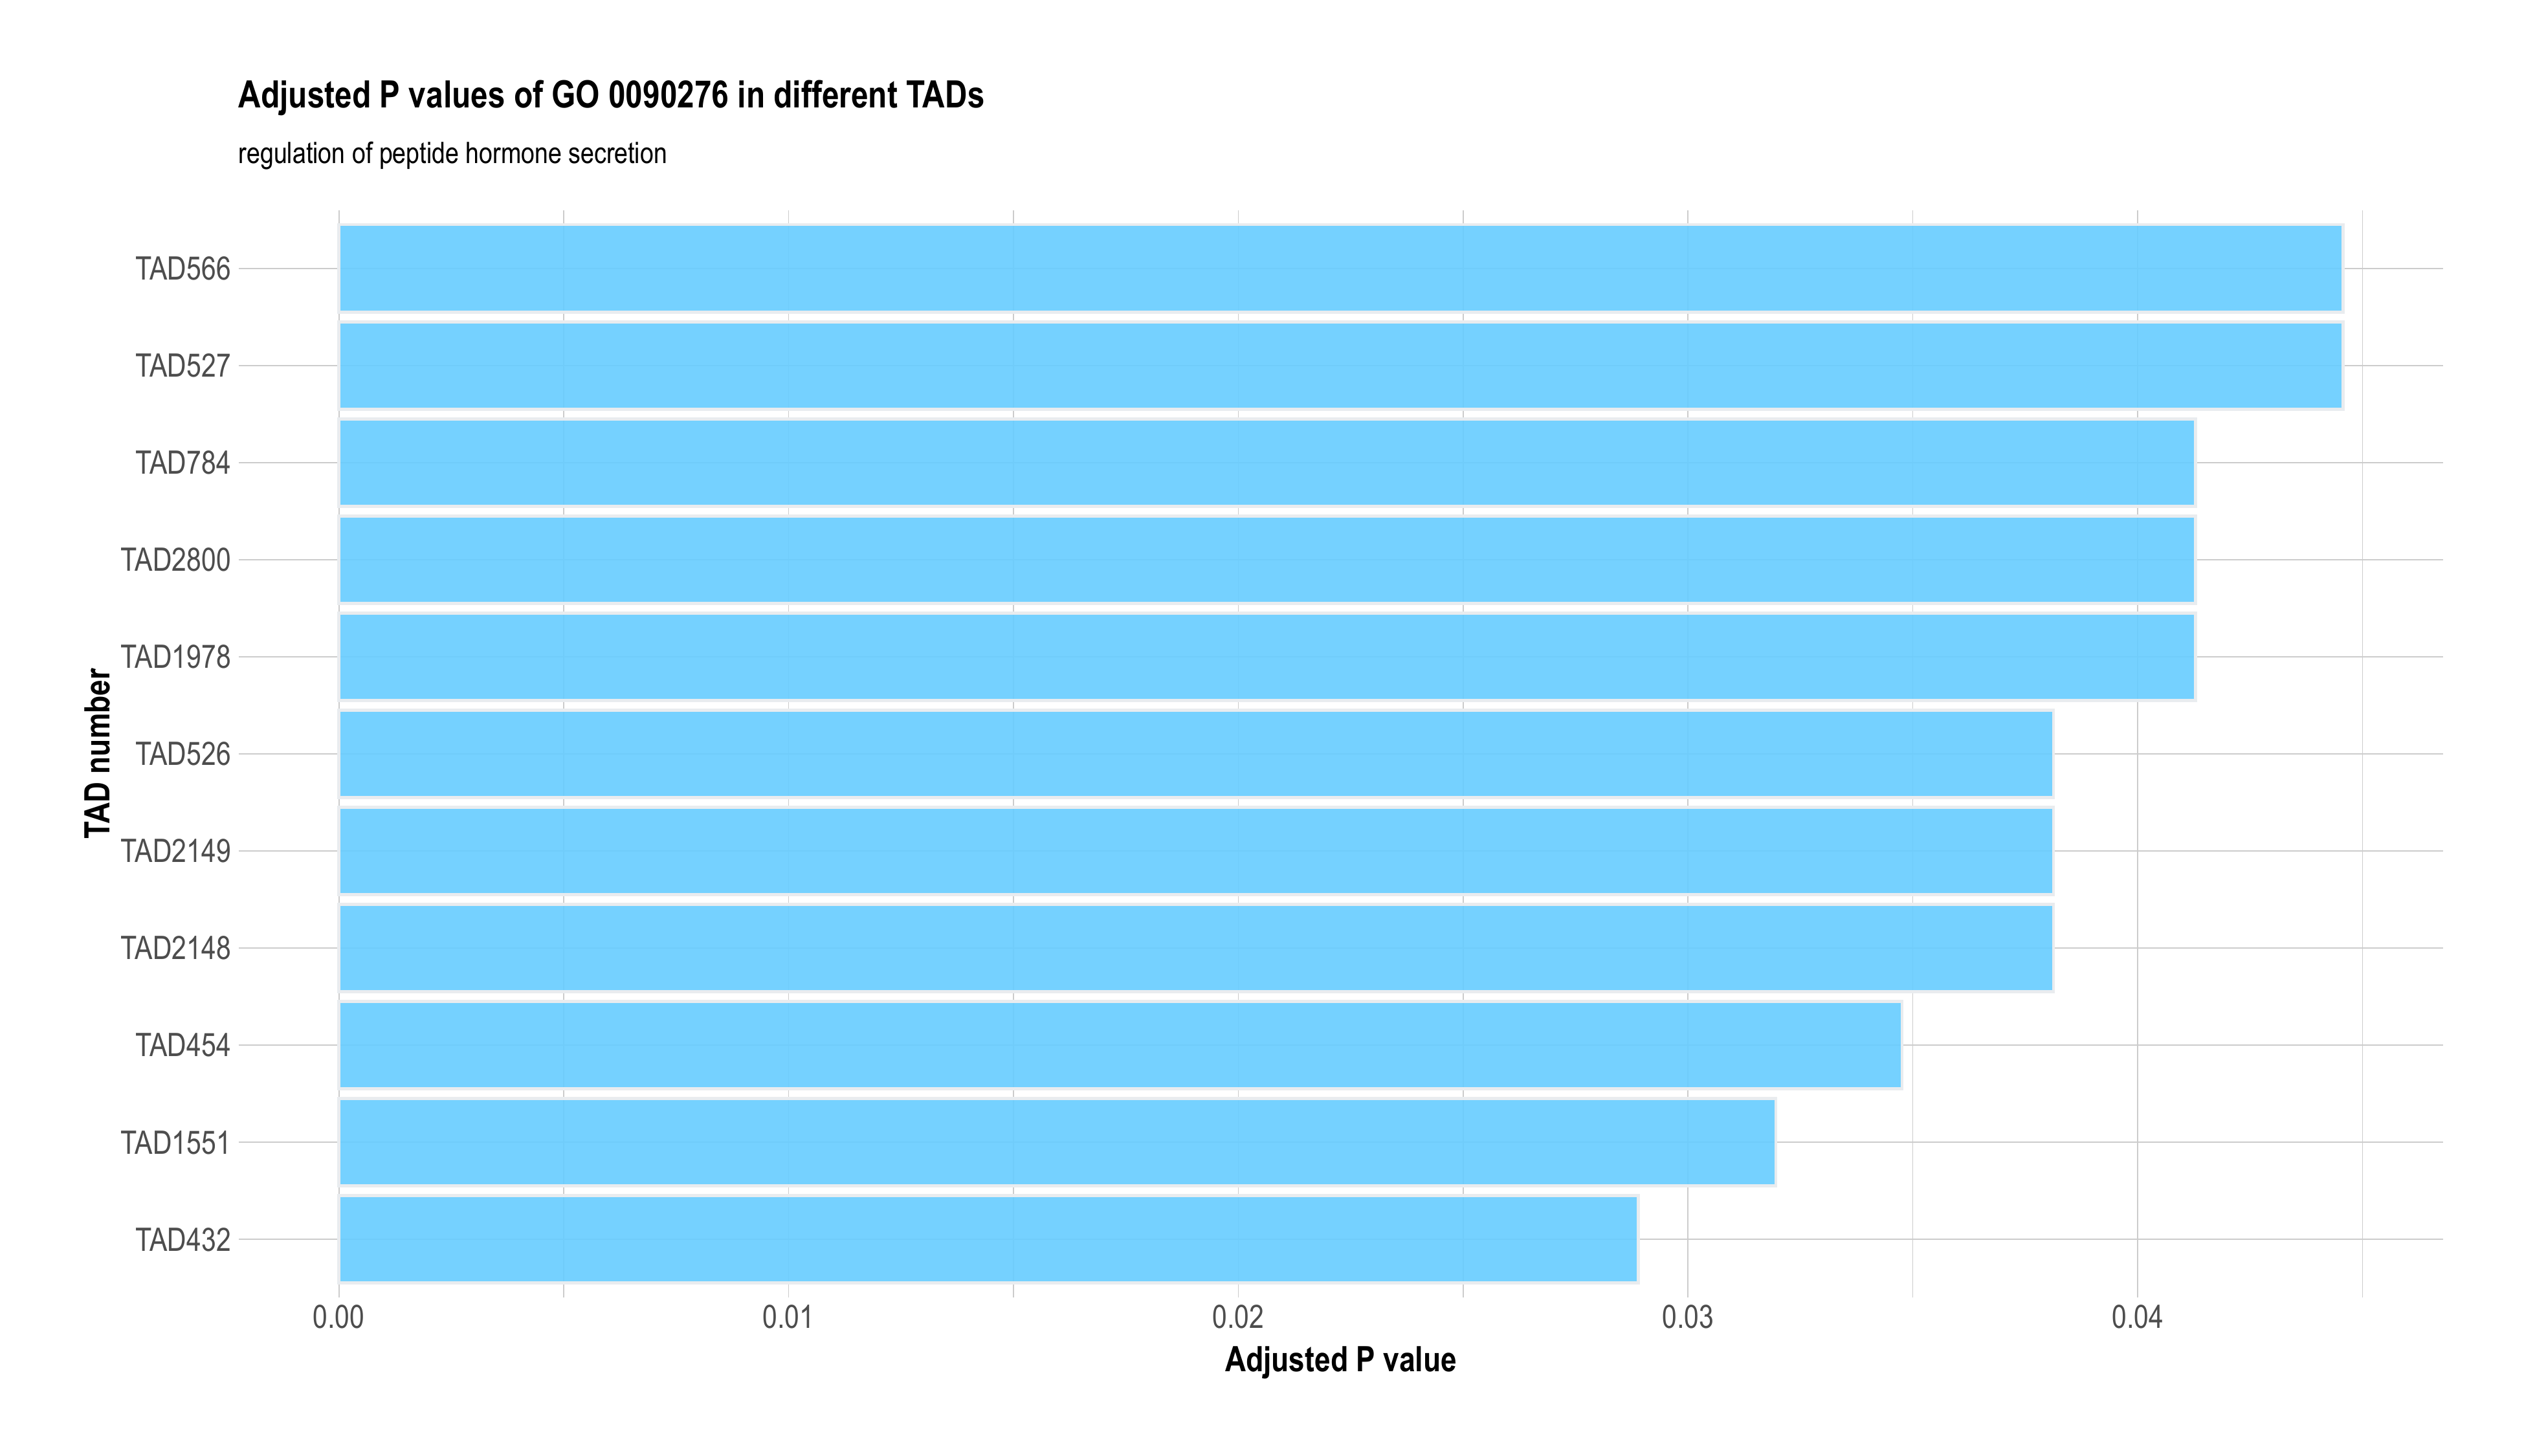 Adjusted P values of GO 0090276 in different TADs
regulation of peptide hormone secretion
TAD566
TAD527
TAD784
TAD2800
TAD1978
TAD526
TAD2149
TAD2148
TAD454
TAD1551
TAD432
TAD number
0.00 0.01 0.02 0.03 0.04
Adjusted P value